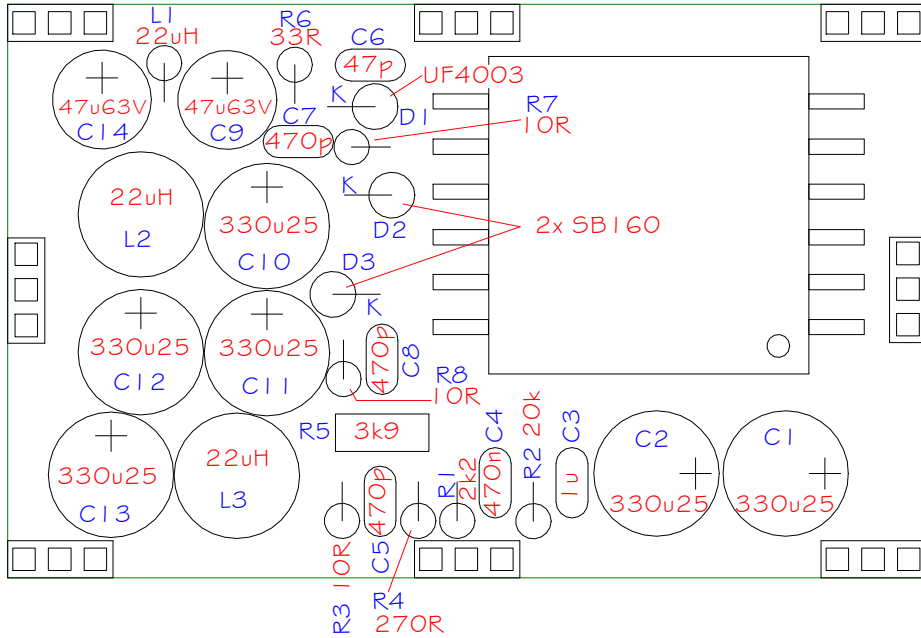 L1
22uH
R6
33R
C6
47p
UF4003
K
D1
R7
10R
47u63V
C14
47u63V
C9
C7
470p
22uH
L2
330u25
C10
K
D2
2x SB160
D3
K
330u25
C12
330u25
C11
470p
C8
R8
10R
R5
3k9
330u25
C13
22uH
L3
470p
C5
R1
2k2
C4
470n
R2 20k
C3
1u
C2
330u25
C1
330u25
R3 10R
R4
270R